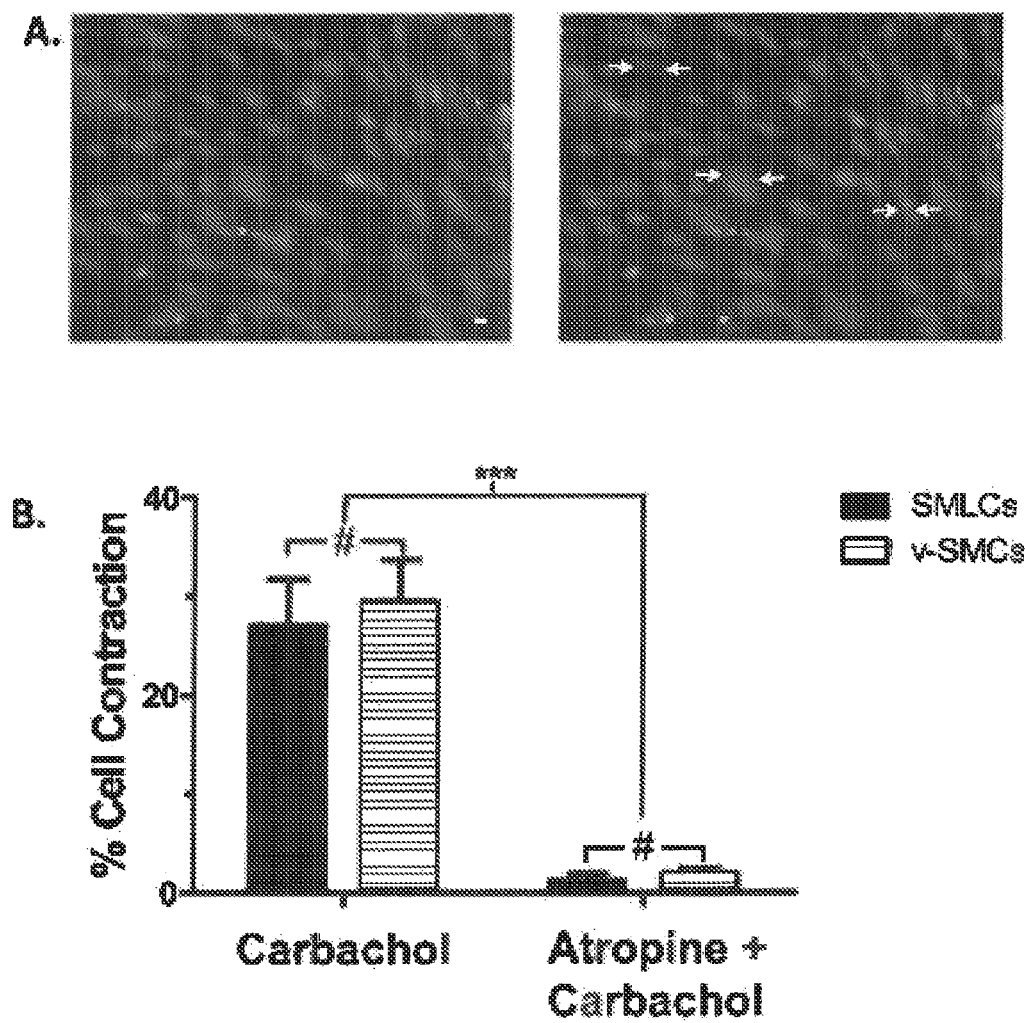 A.
B.
***
40
20
0
% Cell Contraction
#
#
SMLCs
v-SMCs
Carbachol
Atropine +
Carbachol